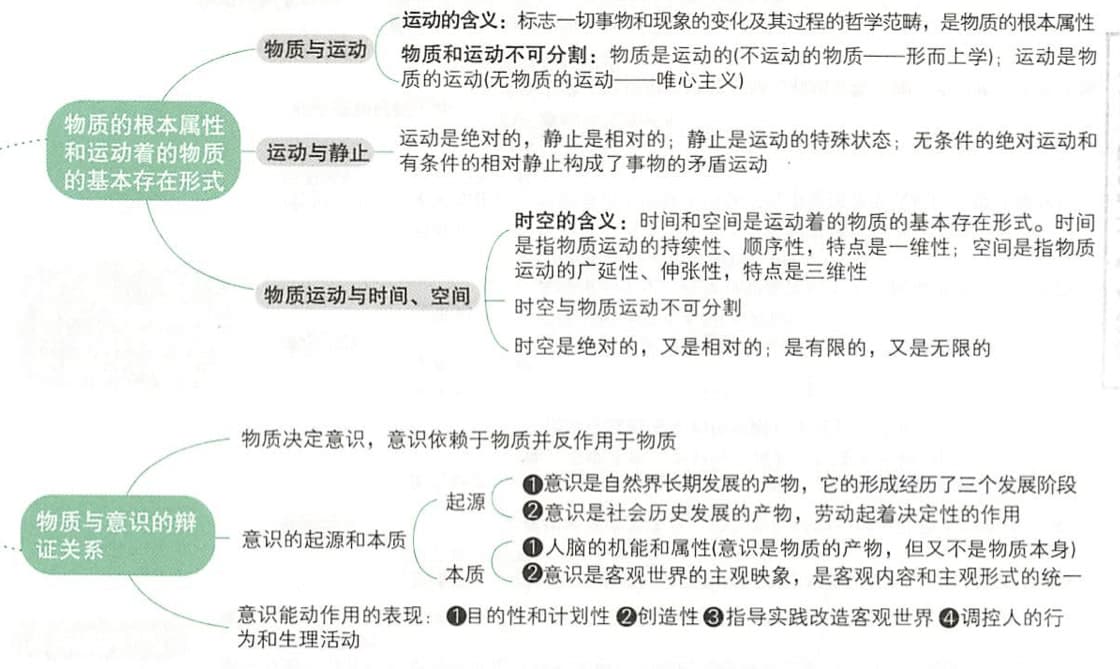 物质的根本属性
和运动着的物质
的基本存在形式
物质与运动
运动的含义：标志一切事物和现象的变化及其过程的哲学范畴，是物质的根本属性
物质和运动不可分割：物质是运动的(不运动的物质——形而上学)；运动是物
质的运动(无物质的运动——唯心主义)
运动与静止
运动是绝对的，静止是相对的；静止是运动的特殊状态；无条件的绝对运动和
有条件的相对静止构成了事物的矛盾运动
物质运动与时间、空间
时空的含义：时间和空间是运动着的物质的基本存在形式。时间
是指物质运动的持续性、顺序性，特点是一维性；空间是指物质
运动的广延性、伸张性，特点是三维性
时空与物质运动不可分割
时空是绝对的，又是相对的；是有限的，又是无限的
物质与意识的辩
证关系
物质决定意识，意识依赖于物质并反作用于物质
意识的起源和本质
起源
❶意识是自然界长期发展的产物，它的形成经历了三个发展阶段
❷意识是社会历史发展的产物，劳动起着决定性的作用
本质
❶人脑的机能和属性(意识是物质的产物，但又不是物质本身)
❷意识是客观世界的主观映象，是客观内容和主观形式的统一
意识能动作用的表现：❶目的性和计划性❷创造性❸指导实践改造客观世界❹调控人的行
为和生理活动